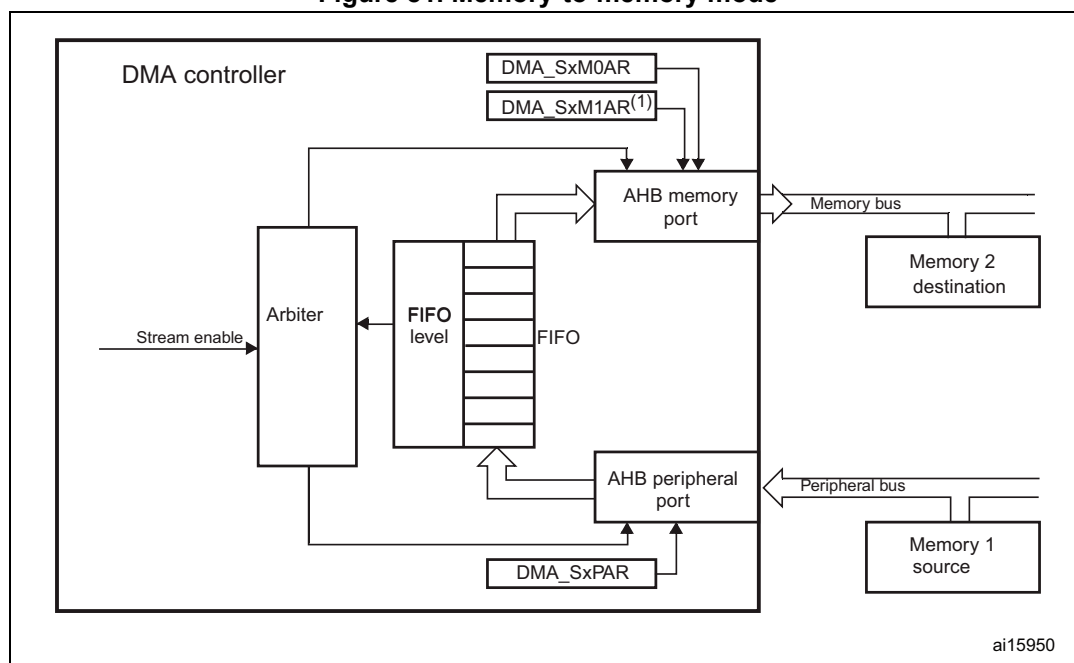 DMA controller
DMA_SxM0AR
DMA_SxM1AR(1)
AHB memory
port
Memory bus
Memory 2
destination
Arbiter
FIFO
level
FIFO
Stream enable
AHB peripheral
port
Peripheral bus
Memory 1
source
DMA_SxPAR
ai15950